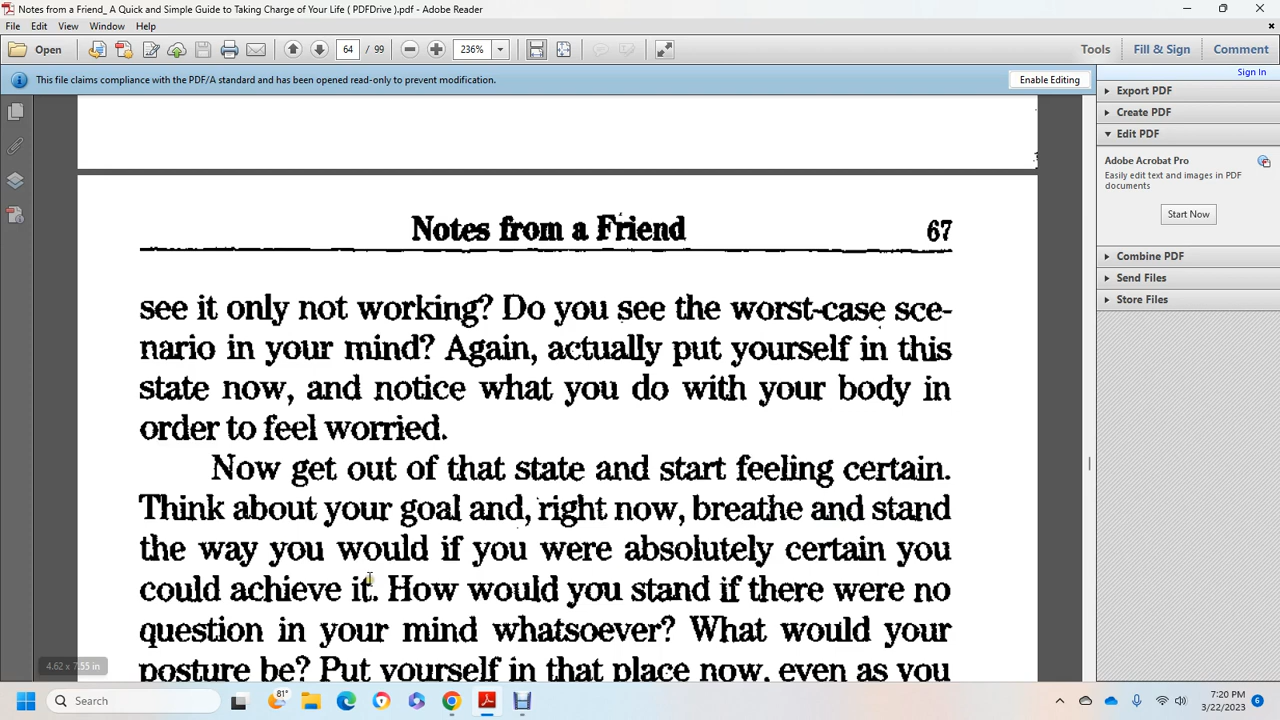 Notes from a Friend_ A Quick and Simple Guide to Taking Charge of Your Life ( PDFDrive ).pdf - Adobe Reader
File Edit View Window Help
Open 64 / 99 236% Tools Fill & Sign Comment
This file claims compliance with the PDF/A standard and has been opened read-only to prevent modification. Enable Editing
Sign In
Export PDF
Create PDF
Edit PDF
Adobe Acrobat Pro
Easily edit text and images in PDF
documents
Start Now
Combine PDF
Send Files
Store Files
Notes from a Friend 67
see it only not working? Do you see the worst-case sce-
nario in your mind? Again, actually put yourself in this
state now, and notice what you do with your body in
order to feel worried.
Now get out of that state and start feeling certain.
Think about your goal and, right now, breathe and stand
the way you would if you were absolutely certain you
could achieve it. How would you stand if there were no
question in your mind whatsoever? What would your
posture be? Put yourself in that place now, even as you
4.62 x 7.55 in
Search
81°
7:20 PM
3/22/2023
6